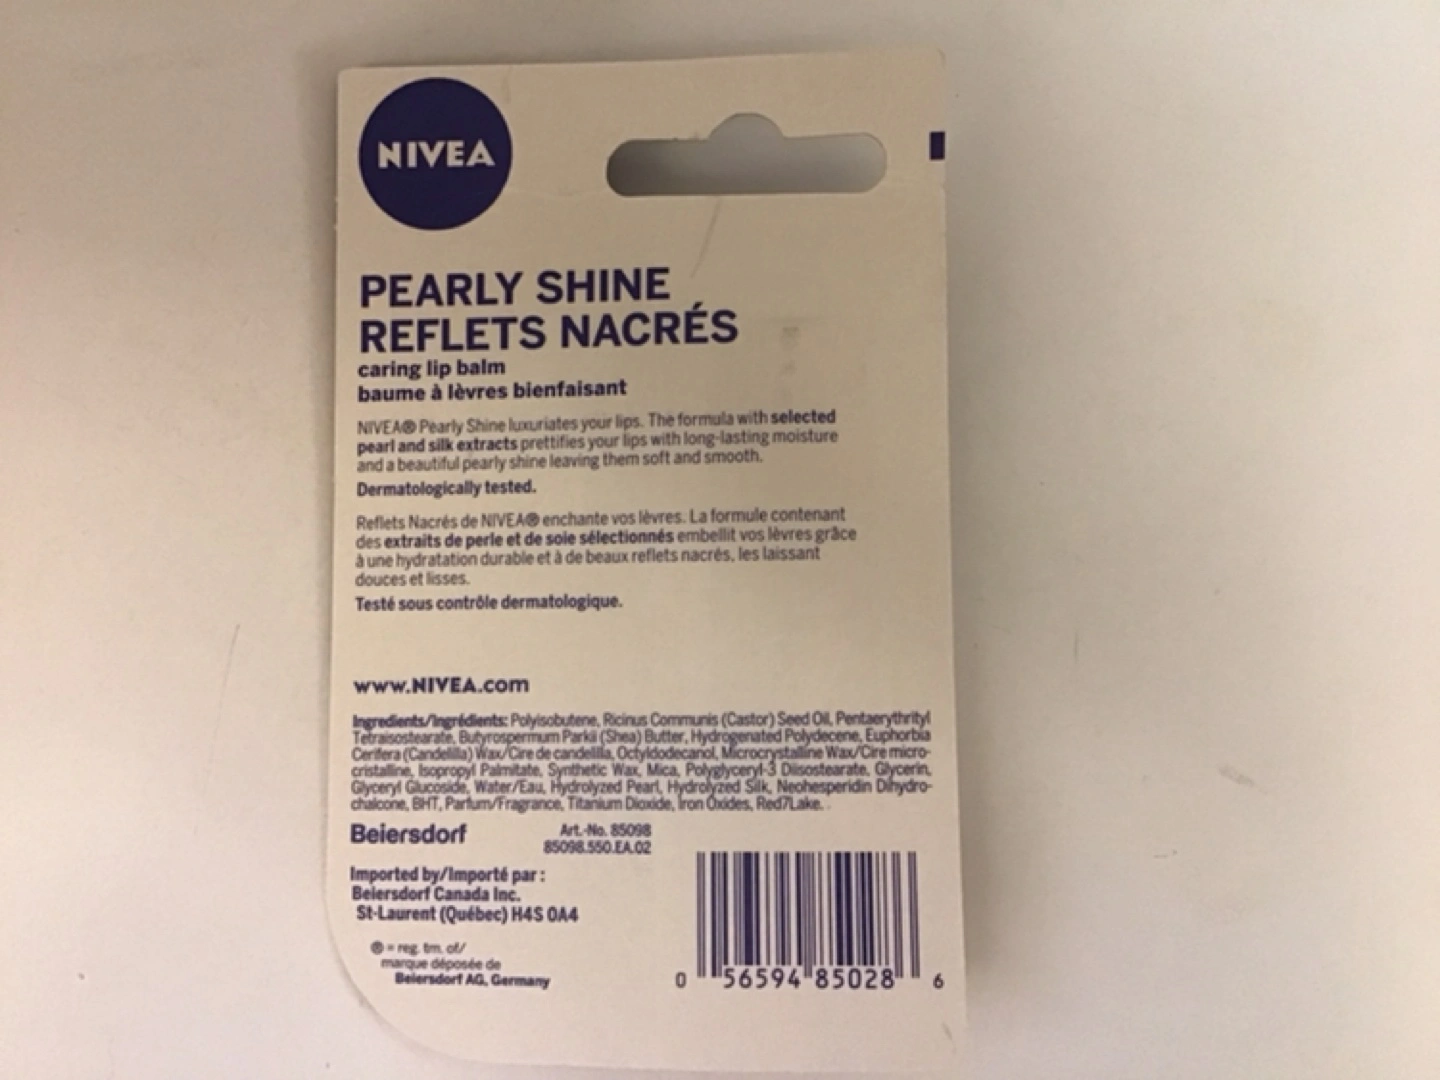 NIVEA
PEARLY SHINE
REFLETS NACRÉS
caring lip balm
baume à lèvres bienfaisant
NIVEA® Pearly Shine luxuriates your lips. The formula with selected
pearl and silk extracts prettifies your lips with long-lasting moisture
and a beautiful pearly shine leaving them soft and smooth.
Dermatologically tested.
Reflets Nacrés de NIVEA® enchante vos lèvres. La formule contenant
des extraits de perle et de soie sélectionnés embellit vos lèvres grâce
à une hydratation durable et à de beaux reflets nacrés, les laissant
douces et lisses.
Testé sous contrôle dermatologique.
www.NIVEA.com
Ingredients/Ingrédients: Polyisobutene, Ricinus Communis (Castor) Seed Oil, Pentaerythrityl
Tetraisostearate, Butyrospermum Parkii (Shea) Butter, Hydrogenated Polydecene, Euphorbia
Cerifera (Candelilla) Wax/Cire de candelilla, Octyldodecanol, Microcrystalline Wax/Cire micro-
cristalline, Isopropyl Palmitate, Synthetic Wax, Mica, Polyglyceryl-3 Diisostearate, Glycerin,
Glyceryl Glucoside, Water/Eau, Hydrolyzed Pearl, Hydrolyzed Silk, Neohesperidin Dihydro-
chalcone, BHT, Parfum/Fragrance, Titanium Dioxide, Iron Oxides, Red7Lake.
Beiersdorf
Art.-No. 85098
85098.550.EA.02
Imported by/Importé par :
Beiersdorf Canada Inc.
St-Laurent (Québec) H4S 0A4
® = reg. tm. of/
marque déposée de
Beiersdorf AG, Germany
0 56594 85028 6